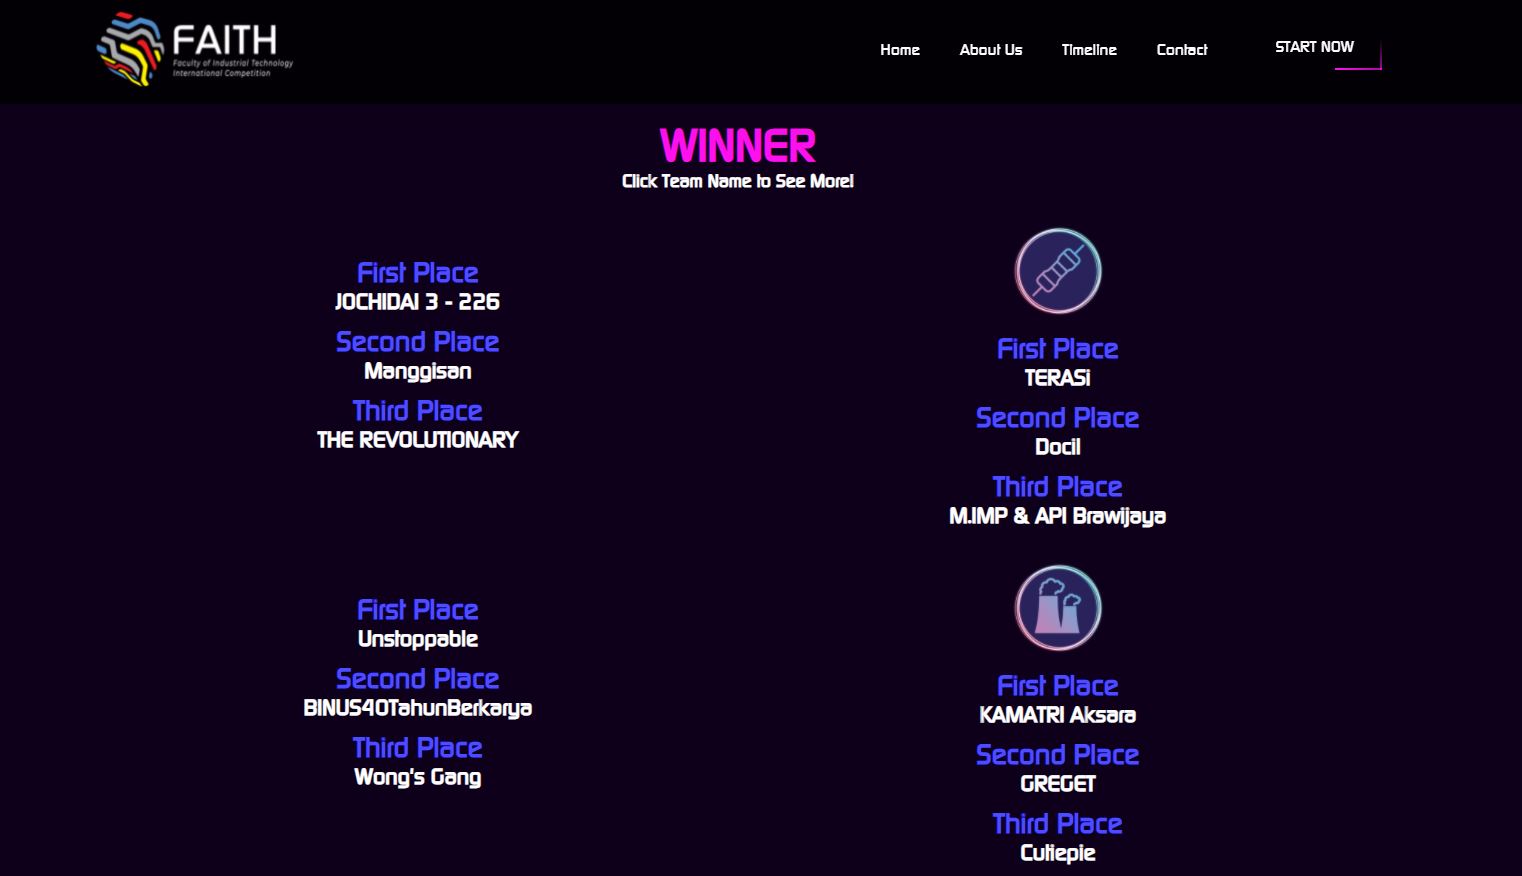 FAITH
Faculty of Industrial Technology
International Competition
Home
About Us
Timeline
Contact
START NOW
WINNER
Click Team Name to See More!
First Place
JOCHIDAI 3 - 226
Second Place
Manggisan
Third Place
THE REVOLUTIONARY
First Place
TERASi
Second Place
Docil
Third Place
M.IMP & API Brawijaya
First Place
Unstoppable
Second Place
BINUS40TahunBerkarya
Third Place
Wong's Gang
First Place
KAMATRI Aksara
Second Place
GREGET
Third Place
Cutiepie